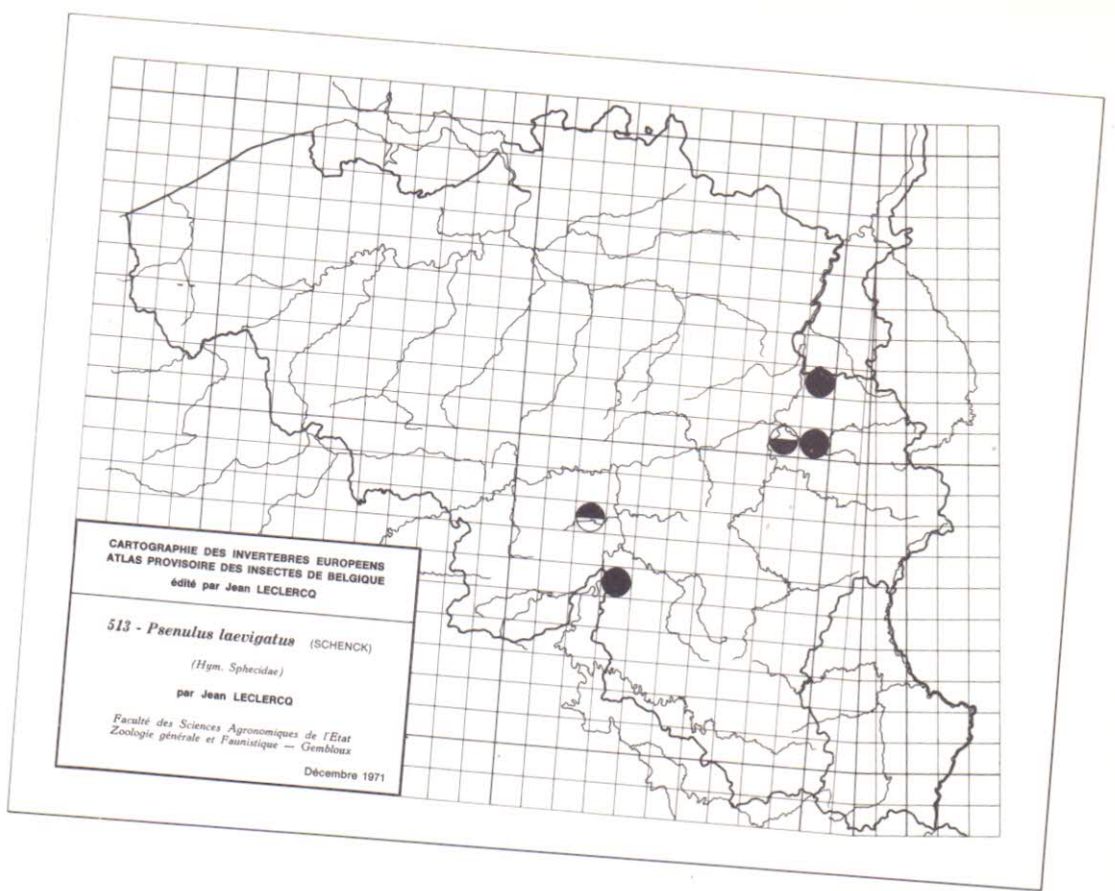 CARTOGRAPHIE DES INVERTEBRES EUROPEENS
ATLAS PROVISOIRE DES INSECTES DE BELGIQUE
édité par Jean LECLERCQ
513 - Psenulus laevigatus (SCHENCK)
(Hym. Sphecidae)
par Jean LECLERCQ
Faculté des Sciences Agronomiques de l'Etat
Zoologie générale et Faunistique — Gembloux
Décembre 1971